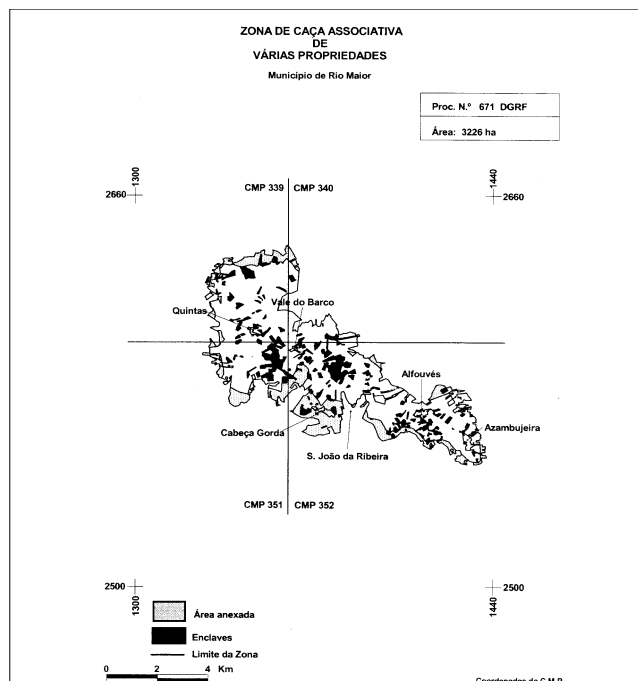 ZONA DE CAÇA ASSOCIATIVA
DE
VÁRIAS PROPRIEDADES
Município de Rio Maior
Proc. N.º 671 DGRF
Área: 3226 ha
1300
2660
CMP 339
CMP 340
1440
2660
Quintas
Vale do Barco
Alfouvés
Cabeça Gorda
Azambujeira
S. João da Ribeira
CMP 351
CMP 352
2500
1300
2500
1440
Área anexada
Enclaves
Limite da Zona
0 2 4 Km
Coordenadas da C.M.P.